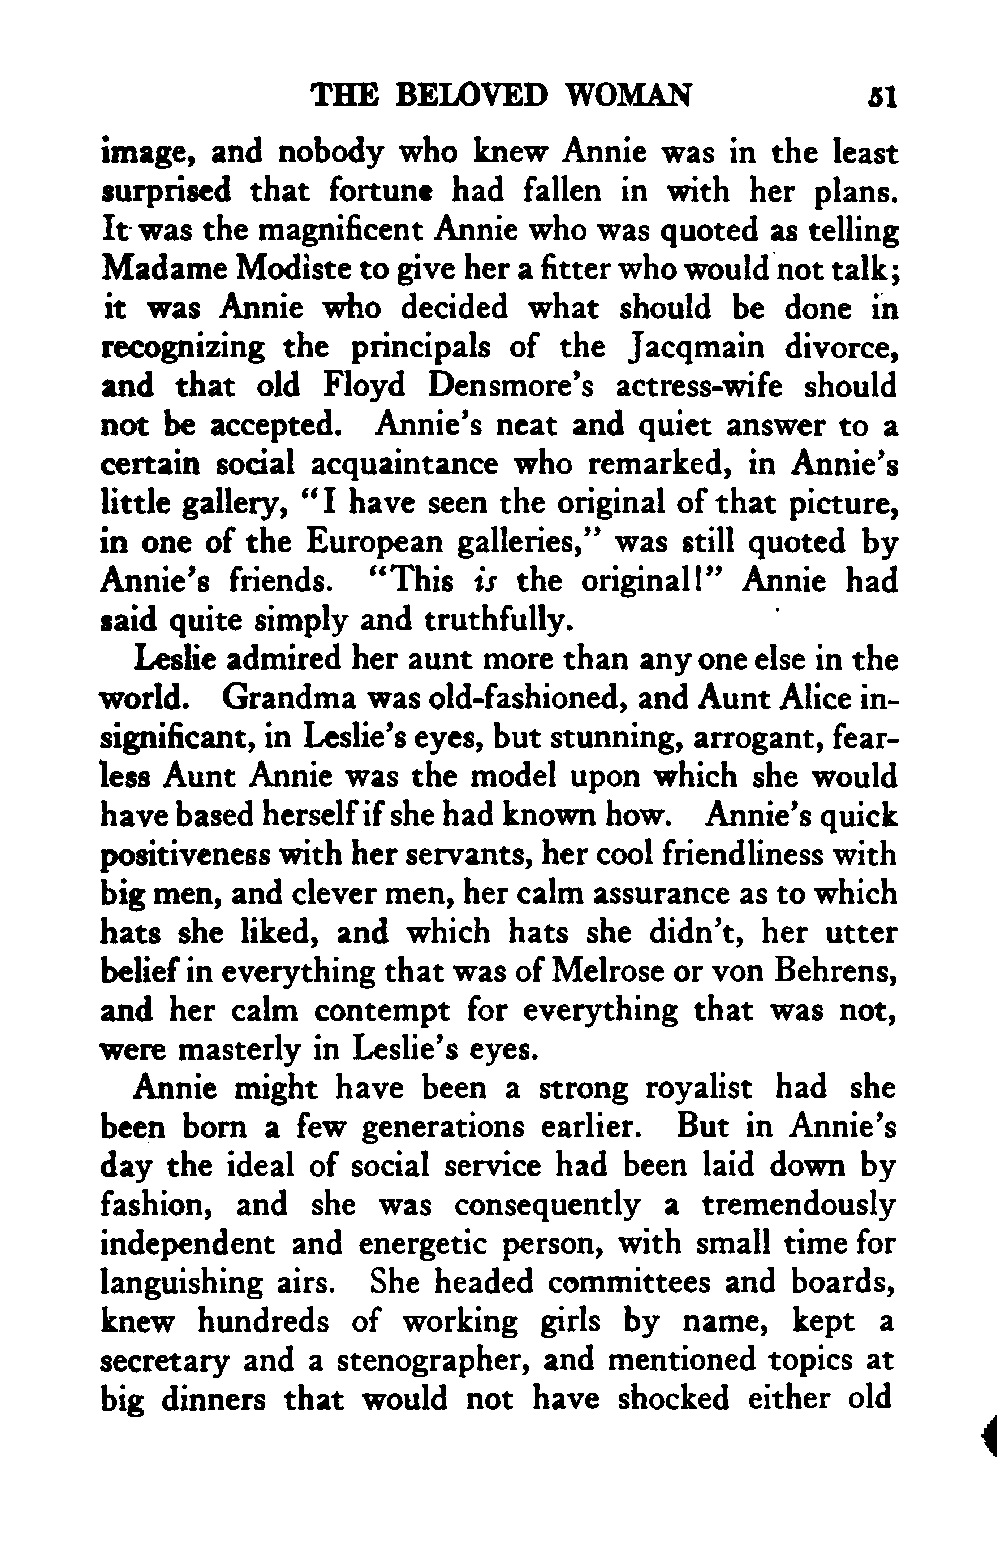 THE BELOVED WOMAN 51
image, and nobody who knew Annie was in the least
surprised that fortune had fallen in with her plans.
It was the magnificent Annie who was quoted as telling
Madame Modiste to give her a fitter who would not talk;
it was Annie who decided what should be done in
recognizing the principals of the Jacqmain divorce,
and that old Floyd Densmore's actress-wife should
not be accepted. Annie's neat and quiet answer to a
certain social acquaintance who remarked, in Annie's
little gallery, "I have seen the original of that picture,
in one of the European galleries," was still quoted by
Annie's friends. "This is the original!" Annie had
said quite simply and truthfully.
Leslie admired her aunt more than any one else in the
world. Grandma was old-fashioned, and Aunt Alice in-
significant, in Leslie's eyes, but stunning, arrogant, fear-
less Aunt Annie was the model upon which she would
have based herself if she had known how. Annie's quick
positiveness with her servants, her cool friendliness with
big men, and clever men, her calm assurance as to which
hats she liked, and which hats she didn't, her utter
belief in everything that was of Melrose or von Behrens,
and her calm contempt for everything that was not,
were masterly in Leslie's eyes.
Annie might have been a strong royalist had she
been born a few generations earlier. But in Annie's
day the ideal of social service had been laid down by
fashion, and she was consequently a tremendously
independent and energetic person, with small time for
languishing airs. She headed committees and boards,
knew hundreds of working girls by name, kept a
secretary and a stenographer, and mentioned topics at
big dinners that would not have shocked either old